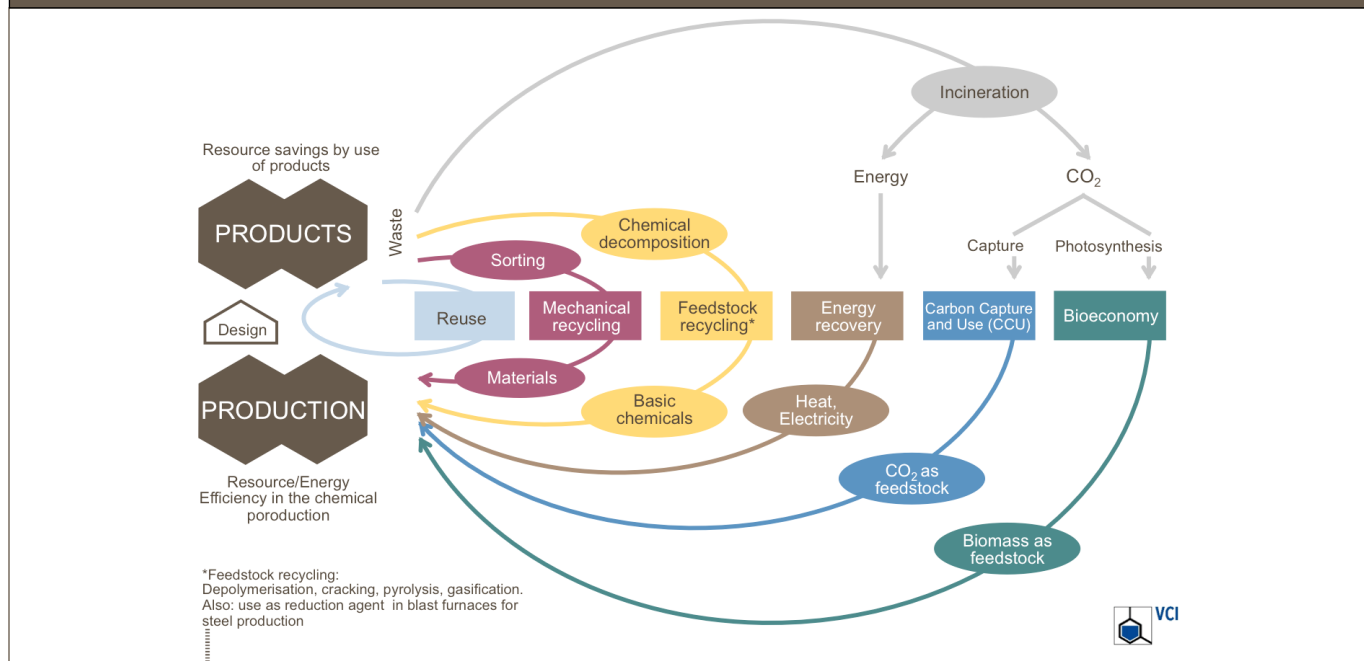 Incineration
Resource savings by use
of products
Energy
CO₂
PRODUCTS
Waste
Chemical
decomposition
Capture
Photosynthesis
Sorting
Design
Reuse
Mechanical
recycling
Feedstock
recycling*
Energy
recovery
Carbon Capture
and Use (CCU)
Bioeconomy
Materials
PRODUCTION
Basic
chemicals
Heat,
Electricity
Resource/Energy
Efficiency in the chemical
poroduction
CO₂ as
feedstock
Biomass as
feedstock
*Feedstock recycling:
Depolymerisation, cracking, pyrolysis, gasification.
Also: use as reduction agent in blast furnaces for
steel production
VCI